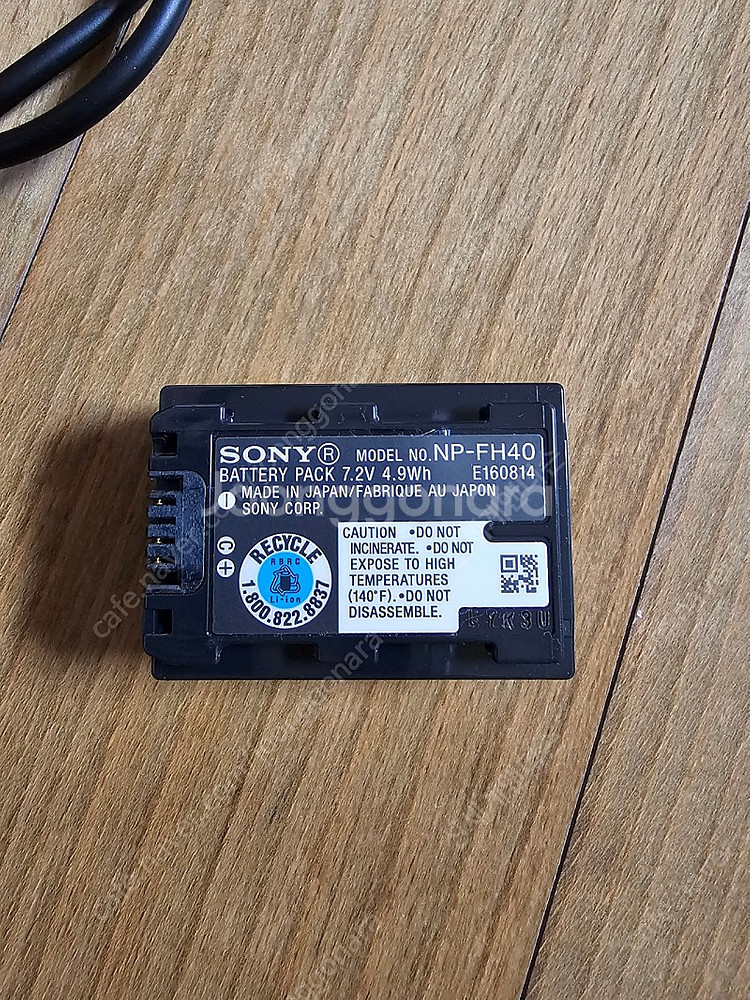 SONY® MODEL NO. NP-FH40
BATTERY PACK 7.2V 4.9Wh E160814
MADE IN JAPAN/FABRIQUE AU JAPON
SONY CORP.
C
RECYCLE
RBRC
Li-ion
1.800.822.8837
CAUTION •DO NOT
INCINERATE. •DO NOT
EXPOSE TO HIGH
TEMPERATURES
(140°F). •DO NOT
DISASSEMBLE.
joonggonara